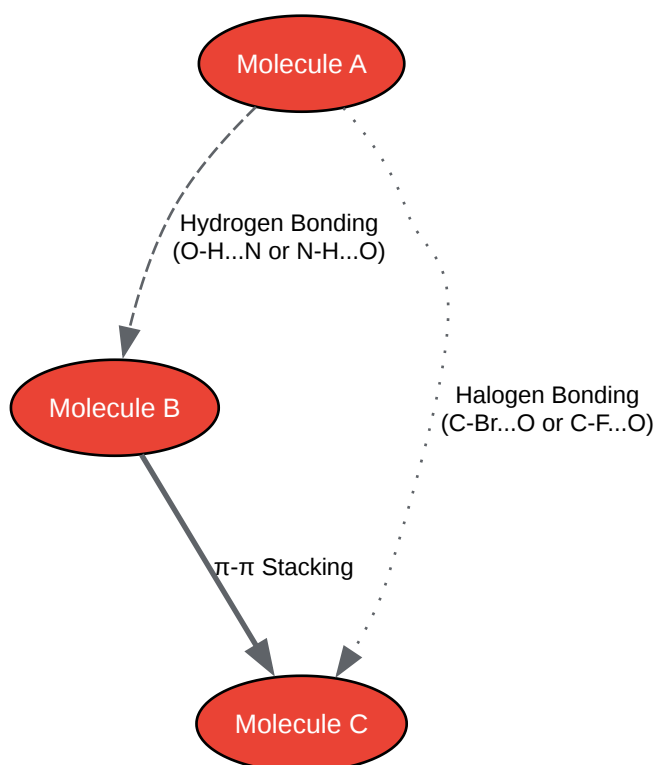 Molecule A
Hydrogen Bonding
(O-H...N or N-H...O)
Molecule B
Halogen Bonding
(C-Br...O or C-F...O)
π-π Stacking
Molecule C